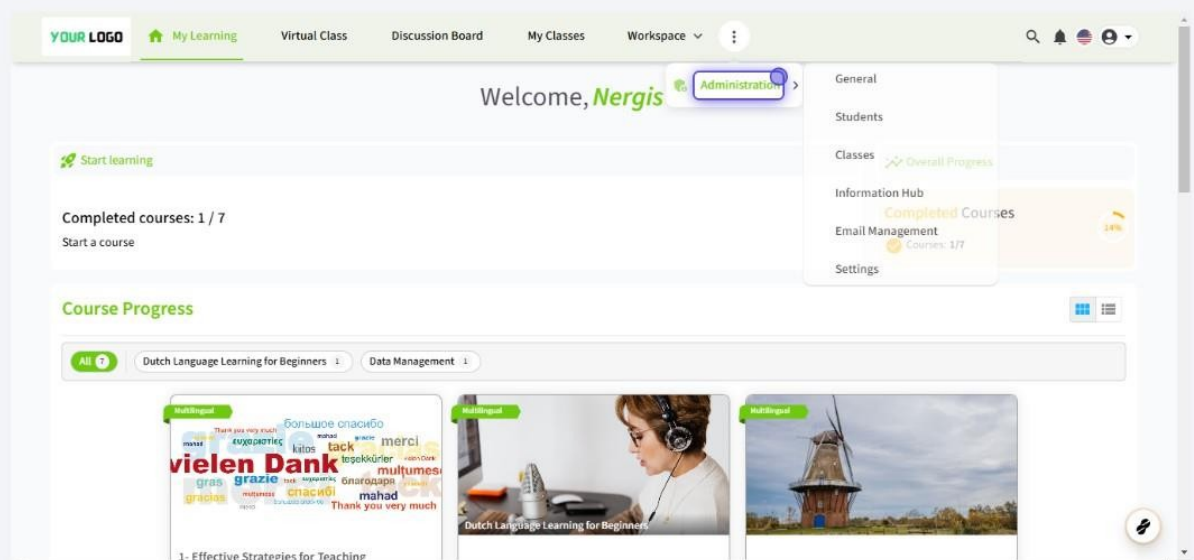 YOUR LOGO My Learning Virtual Class Discussion Board My Classes Workspace
Administration
General
Students
Classes
Information Hub
Email Management
Settings
Welcome, Nergis
Start learning
Overall Progress
Completed courses: 1 / 7
Start a course
Completed Courses
Courses: 1/7
14%
Course Progress
All 7 Dutch Language Learning for Beginners 1 Data Management 1
Multilingual
Thank you very much большое спасибо
ευχαριστίες kiitos tack merci
vielen Dank teşekkürler
mulțumesc
gras grazie благодаря
gracias спасибі mahad
Thank you very much
1- Effective Strategies for Teaching
Multilingual
Dutch Language Learning for Beginners
Multilingual